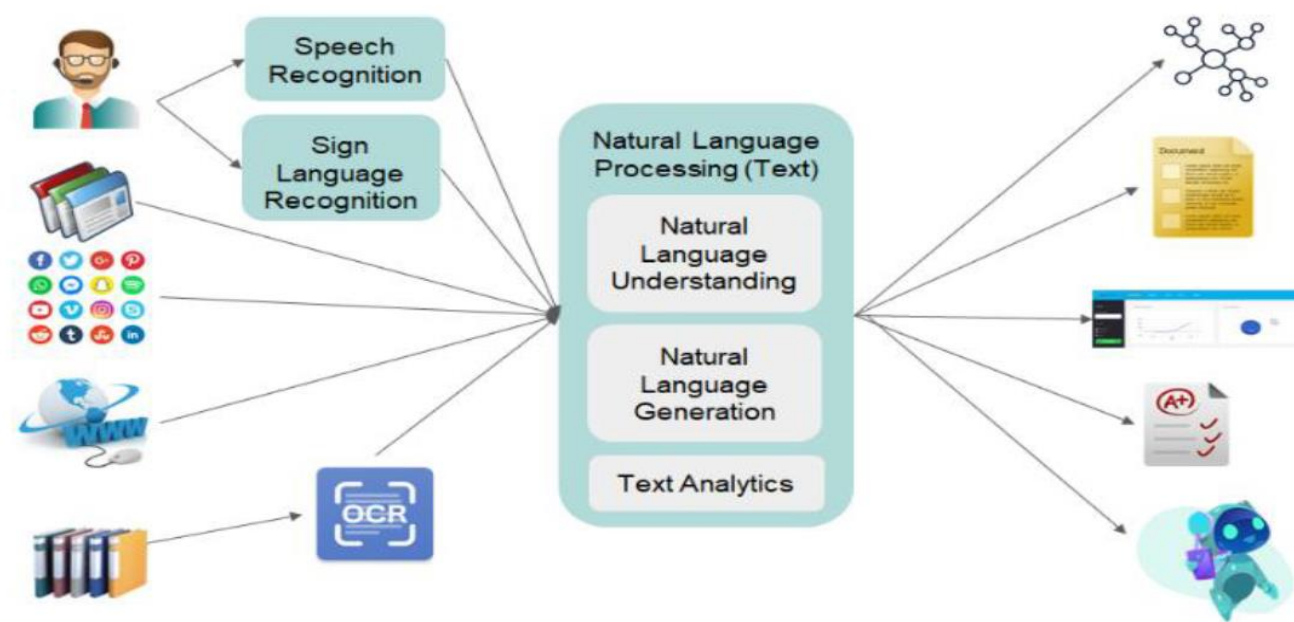 Speech
Recognition
Sign
Language
Recognition
Natural Language
Processing (Text)
Natural
Language
Understanding
Natural
Language
Generation
Text Analytics
Document
WWW
OCR
A+